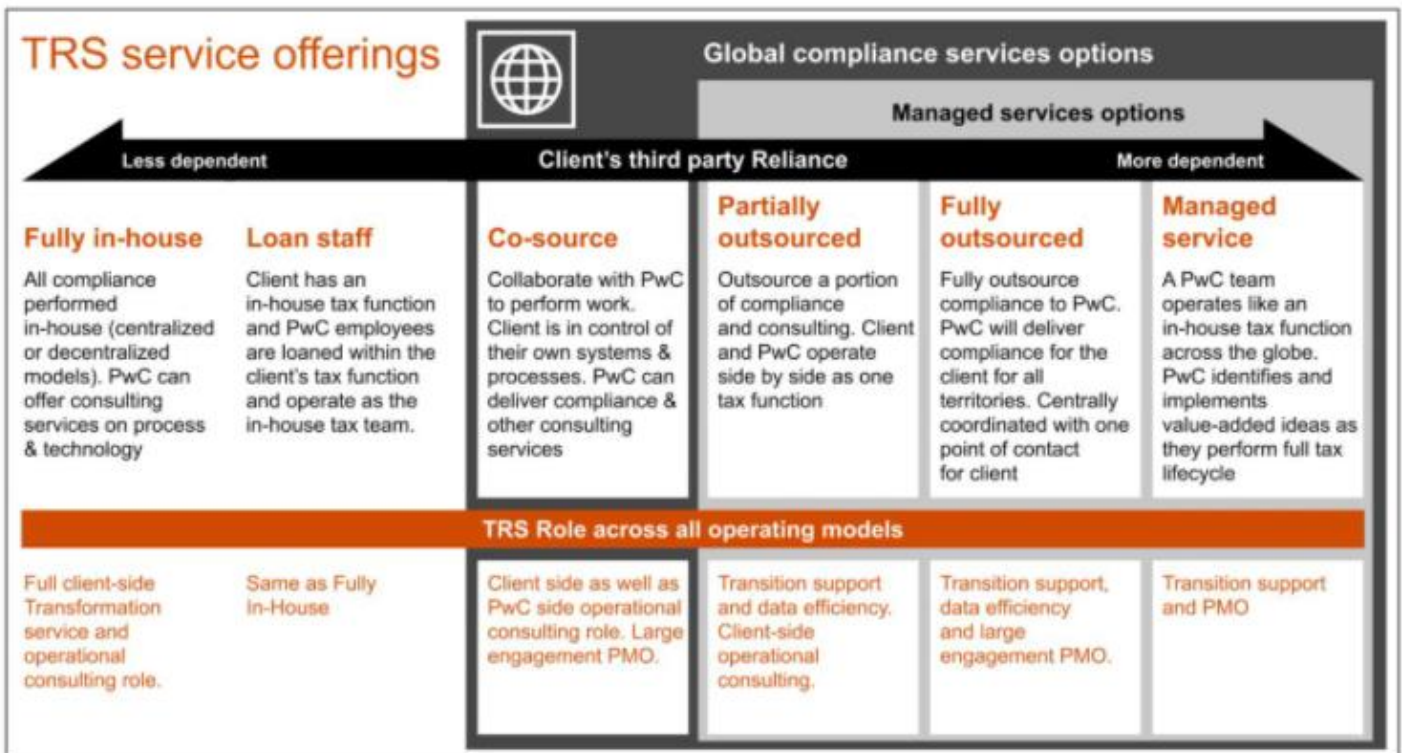 TRS service offerings
Global compliance services options
Managed services options
Less dependent
Client's third party Reliance
More dependent
Fully in-house
All compliance
performed
in-house (centralized
or decentralized
models). PwC can
offer consulting
services on process
& technology
Loan staff
Client has an
in-house tax function
and PwC employees
are loaned within the
client's tax function
and operate as the
in-house tax team.
Co-source
Collaborate with PwC
to perform work.
Client is in control of
their own systems &
processes. PwC can
deliver compliance &
other consulting
services
Partially
outsourced
Outsource a portion
of compliance
and consulting. Client
and PwC operate
side by side as one
tax function
Fully
outsourced
Fully outsource
compliance to PwC.
PwC will deliver
compliance for the
client for all
territories. Centrally
coordinated with one
point of contact
for client
Managed
service
A PwC team
operates like an
in-house tax function
across the globe.
PwC identifies and
implements
value-added ideas as
they perform full tax
lifecycle
TRS Role across all operating models
Full client-side
Transformation
service and
operational
consulting role.
Same as Fully
In-House
Client side as well as
PwC side operational
consulting role. Large
engagement PMO.
Transition support
and data efficiency.
Client-side
operational
consulting.
Transition support,
data efficiency
and large
engagement PMO.
Transition support
and PMO